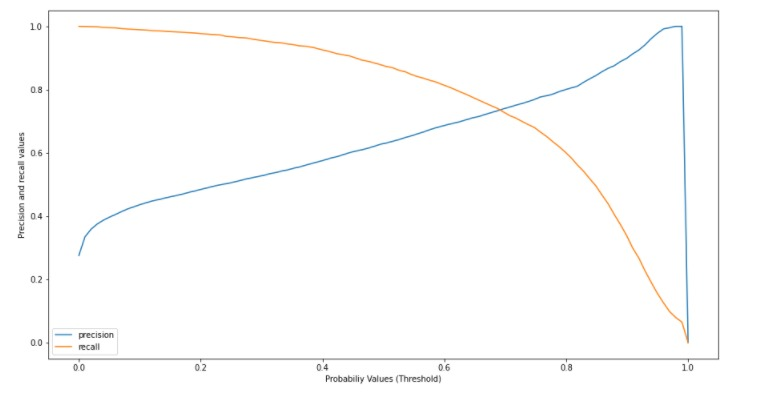 1.0
0.8
0.6
0.4
0.2
0.0
Precision and recall values
precision
recall
0.0 0.2 0.4 0.6 0.8 1.0
Probabiliy Values (Threshold)